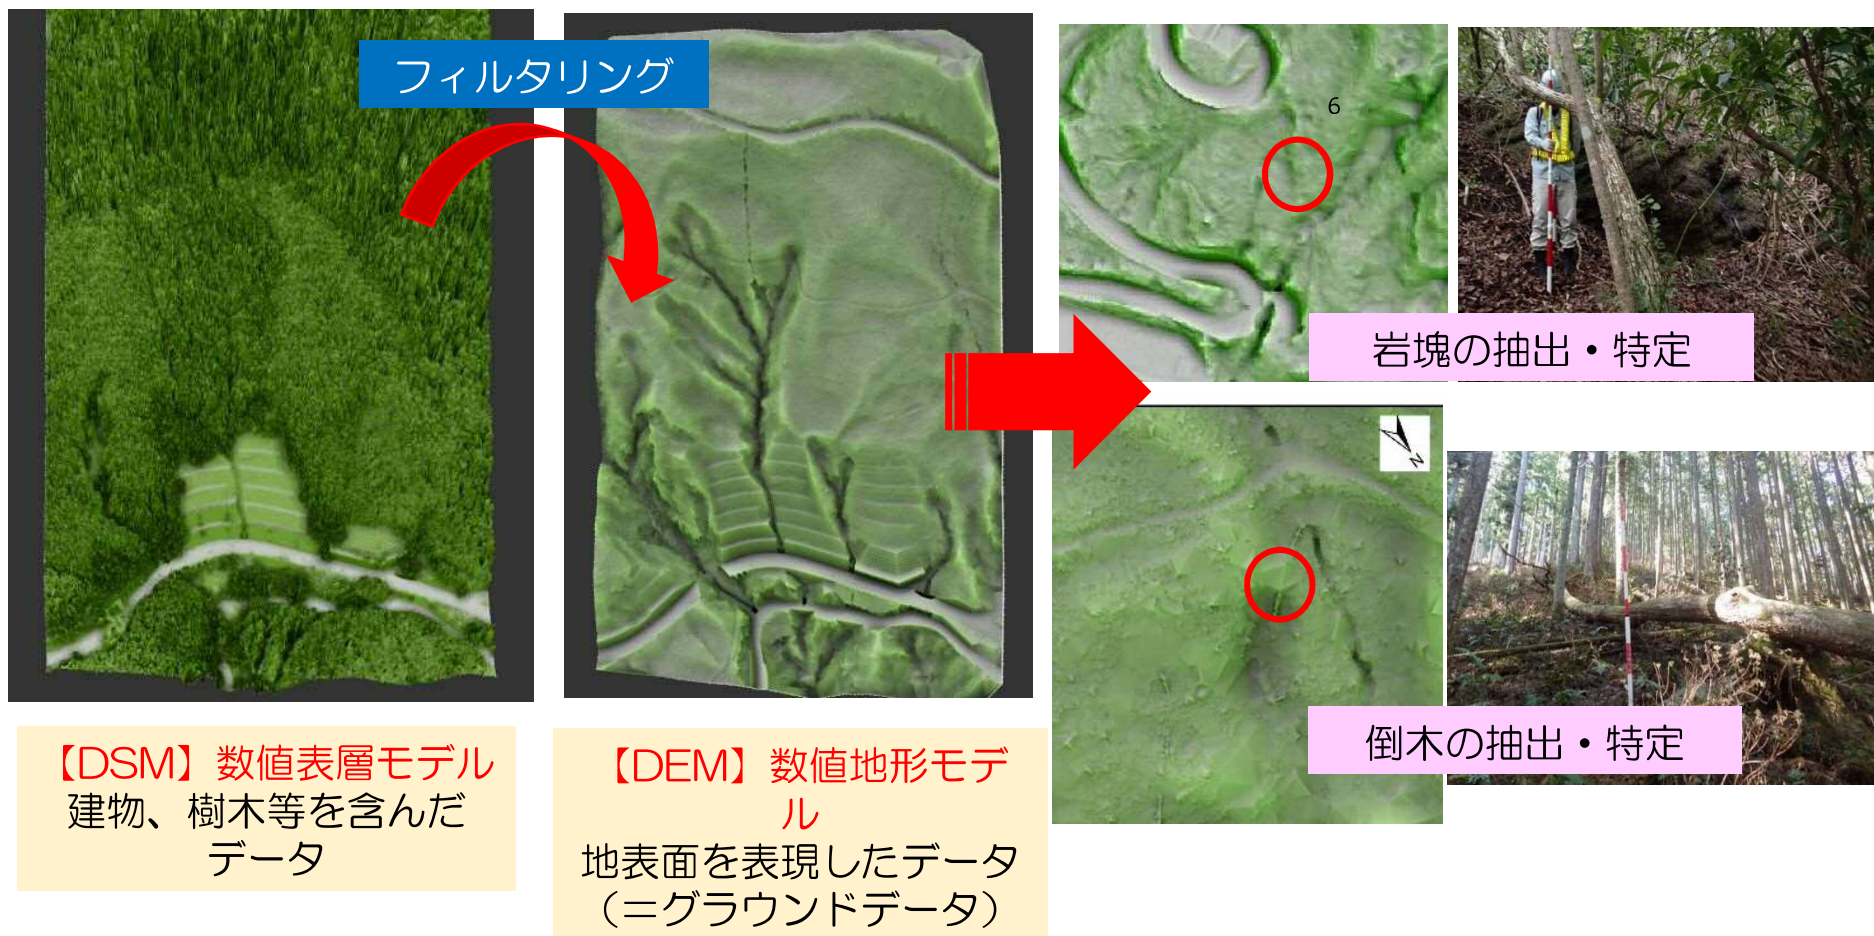 フィルタリング
【DSM】数値表層モデル
建物、樹木等を含んだ
データ
【DEM】数値地形モデ
ル
地表面を表現したデータ
（＝グラウンドデータ）
6
岩塊の抽出・特定
N
倒木の抽出・特定